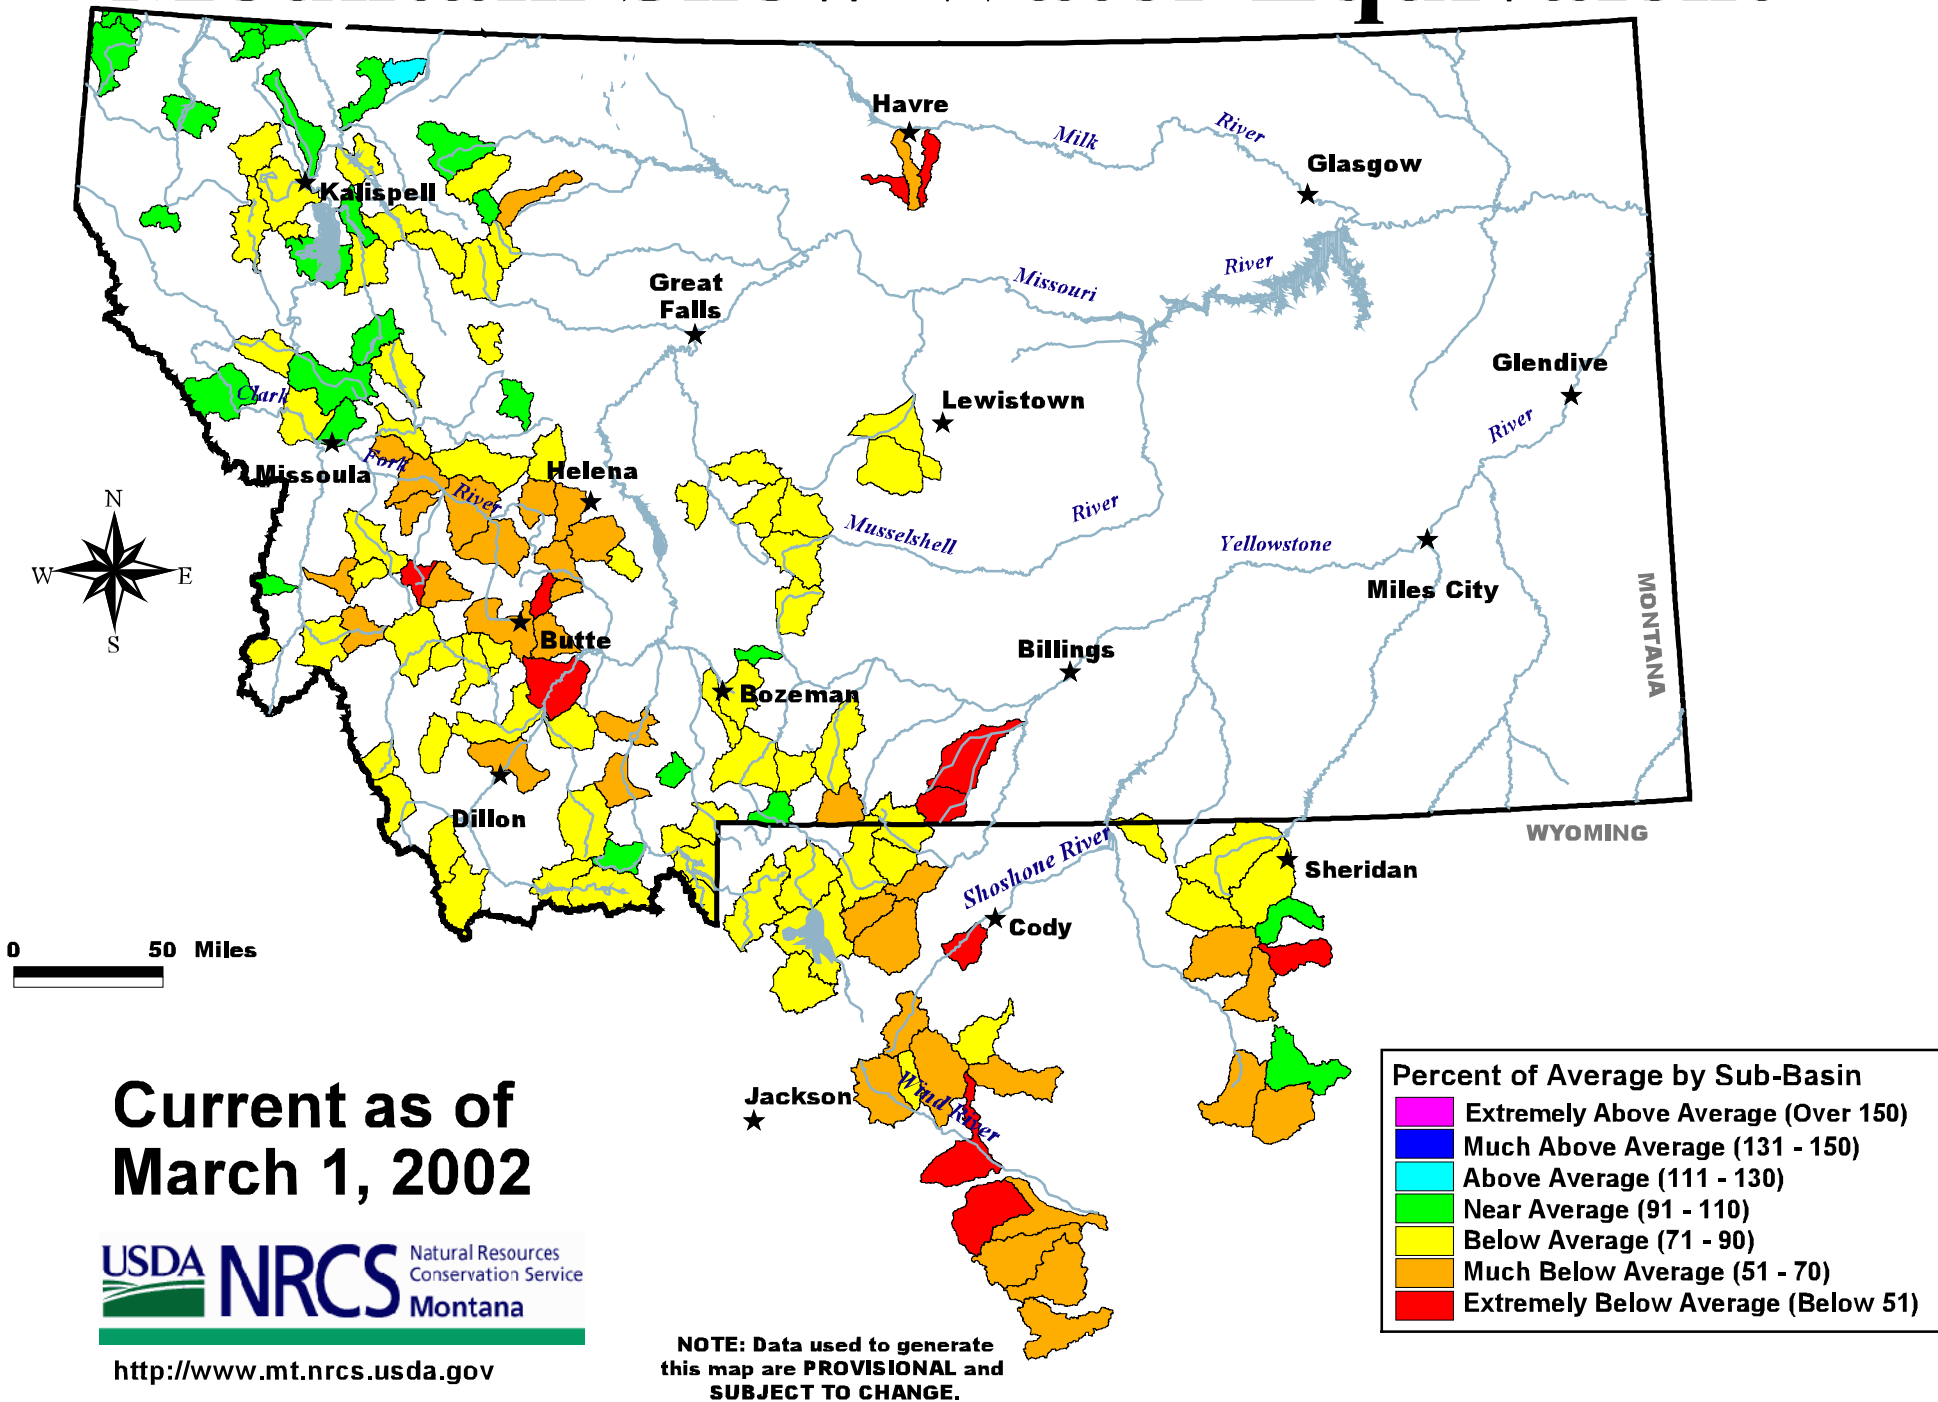 Havre
Milk
River
Glasgow
Kalispell
Great
Falls
Missouri
River
Glendive
Clark
Lewistown
River
Missoula
Fork
River
Helena
Musselshell
River
Yellowstone
Miles City
MONTANA
N
W
E
S
Butte
Billings
Bozeman
Dillon
WYOMING
Shoshone River
Sheridan
Cody
0 50 Miles
Jackson
Wind River
Current as of
March 1, 2002
USDA NRCS
Natural Resources
Conservation Service
Montana
http://www.mt.nrcs.usda.gov
NOTE: Data used to generate
this map are PROVISIONAL and
SUBJECT TO CHANGE.
Percent of Average by Sub-Basin
Extremely Above Average (Over 150)
Much Above Average (131 - 150)
Above Average (111 - 130)
Near Average (91 - 110)
Below Average (71 - 90)
Much Below Average (51 - 70)
Extremely Below Average (Below 51)